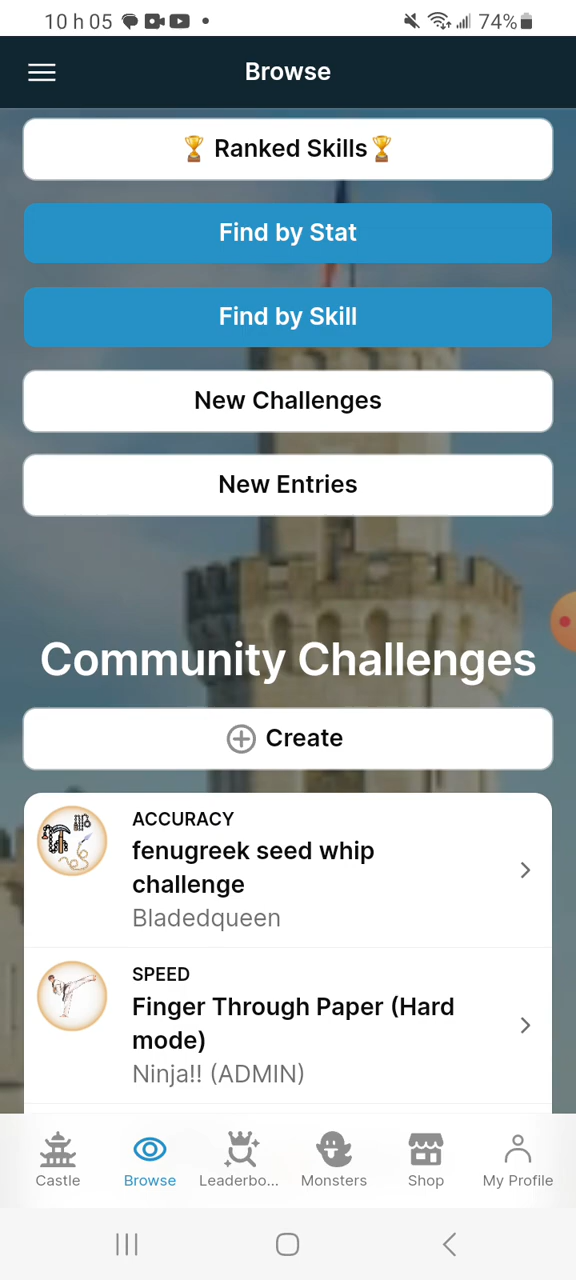 10 h 05
74%
Browse
🏆 Ranked Skills🏆
Find by Stat
Find by Skill
New Challenges
New Entries
Community Challenges
Create
ACCURACY
fenugreek seed whip
challenge
Bladedqueen
SPEED
Finger Through Paper (Hard
mode)
Ninja!! (ADMIN)
Castle
Browse
Leaderbo...
Monsters
Shop
My Profile